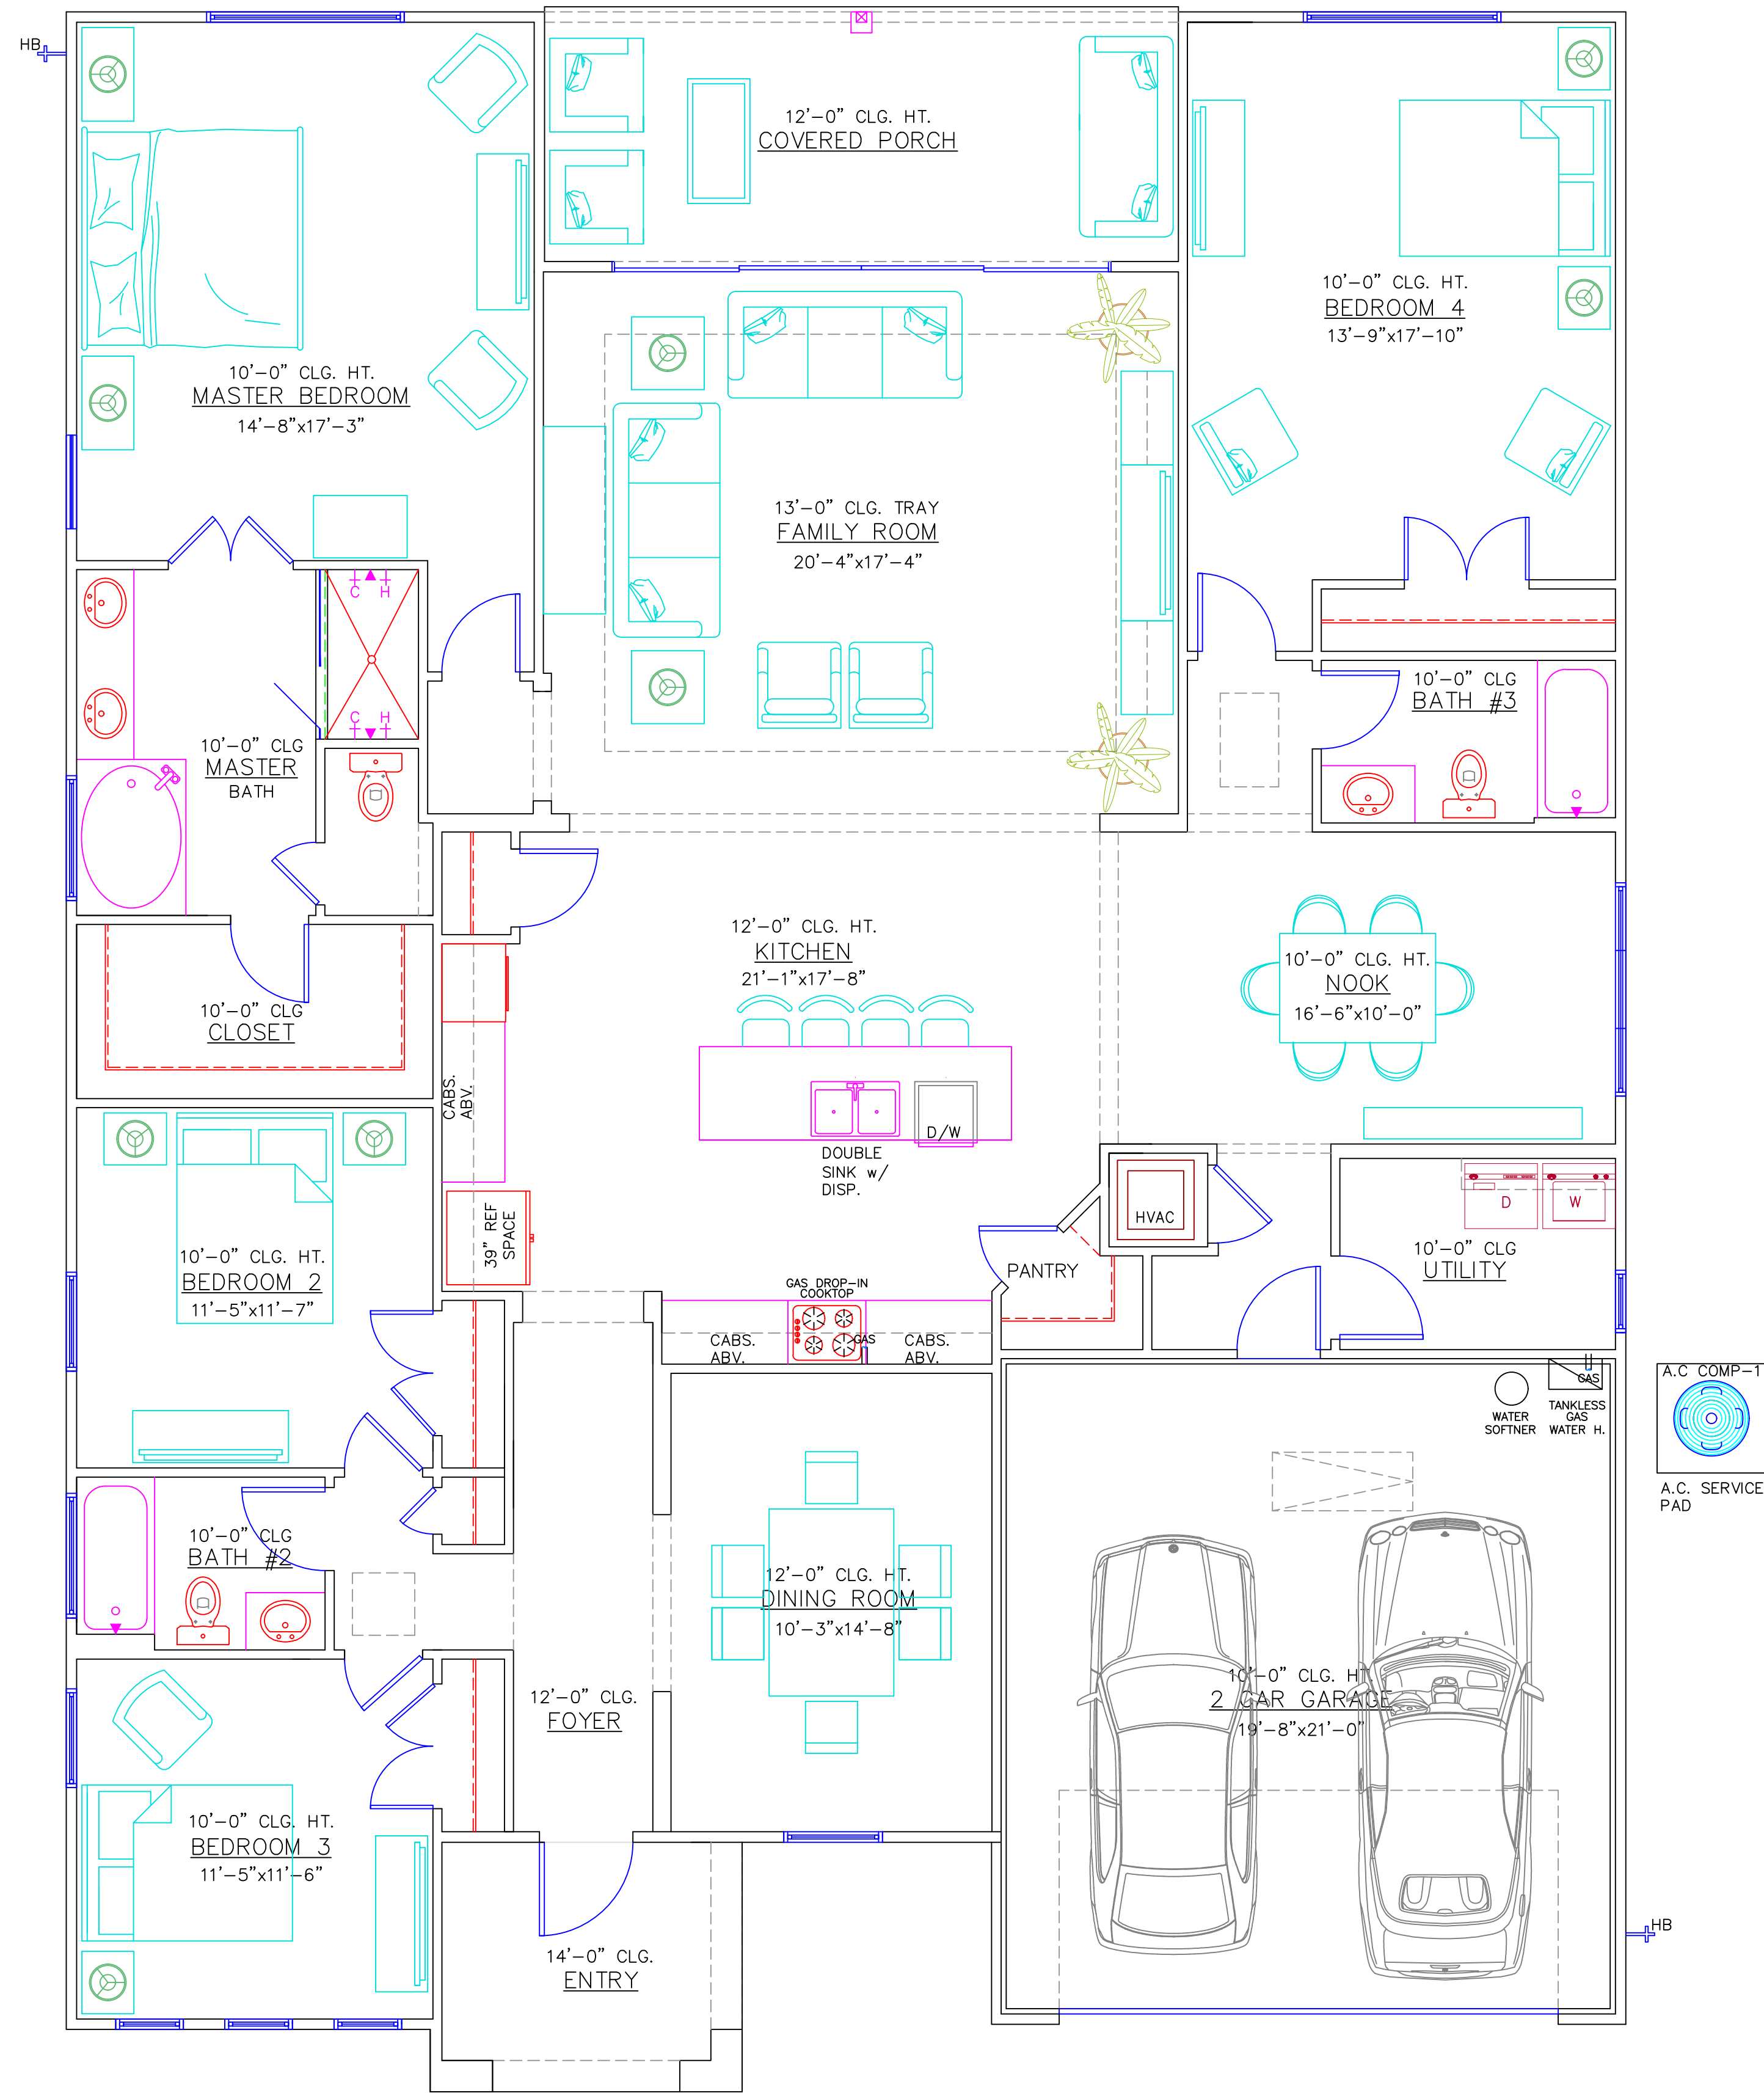 HB
12'-0" CLG. HT.
COVERED PORCH
10'-0" CLG. HT.
BEDROOM 4
13'-9"x17'-10"
10'-0" CLG. HT.
MASTER BEDROOM
14'-8"x17'-3"
13'-0" CLG. TRAY
FAMILY ROOM
20'-4"x17'-4"
C H
C H
10'-0" CLG
BATH #3
10'-0" CLG
MASTER
BATH
12'-0" CLG. HT.
KITCHEN
21'-1"x17'-8"
10'-0" CLG. HT.
NOOK
16'-6"x10'-0"
10'-0" CLG
CLOSET
CABS.
ABV.
D/W
DOUBLE
SINK w/
DISP.
39" REF
SPACE
HVAC
D
W
10'-0" CLG
UTILITY
PANTRY
10'-0" CLG. HT.
BEDROOM 2
11'-5"x11'-7"
GAS DROP-IN
COOKTOP
GAS
CABS.
ABV.
CABS.
ABV.
WATER
SOFTNER
GAS
TANKLESS
GAS
WATER H.
A.C COMP-1
A.C. SERVICE
PAD
10'-0" CLG
BATH #2
12'-0" CLG. HT.
DINING ROOM
10'-3"x14'-8"
12'-0" CLG.
FOYER
10'-0" CLG. HT.
2 CAR GARAGE
19'-8"x21'-0"
10'-0" CLG. HT.
BEDROOM 3
11'-5"x11'-6"
14'-0" CLG.
ENTRY
HB